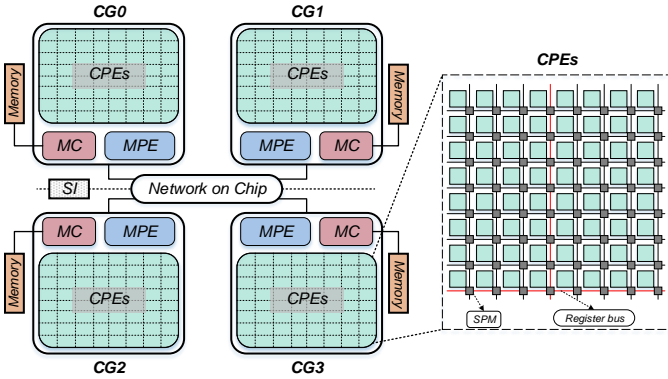 CG0
CG1
CPEs
CPEs
Memory
Memory
CPEs
MC
MPE
MPE
MC
SI
Network on Chip
MC
MPE
MPE
MC
Memory
Memory
CPEs
CPEs
SPM
Register bus
CG2
CG3